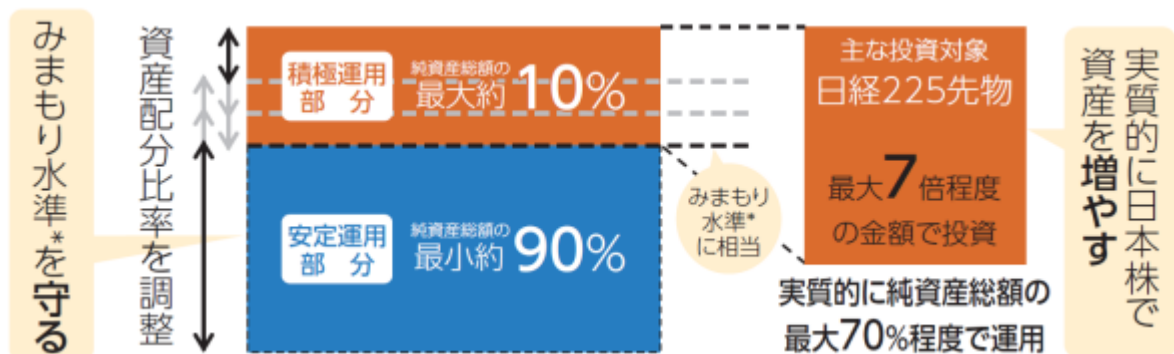 みまもり水準*を守る
資産配分比率を調整
積極運用
部分
純資産総額の
最大約10%
安定運用
部分
純資産総額の
最小約90%
みまもり
水準*
に相当
主な投資対象
日経225先物
最大7倍程度
の金額で投資
実質的に純資産総額の
最大70%程度で運用
実質的に日本株で
資産を増やす